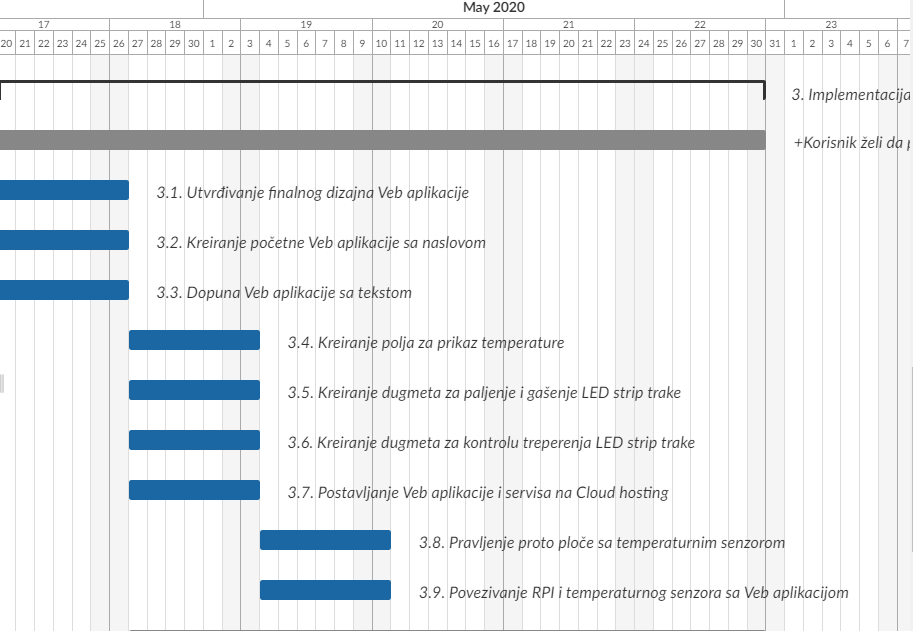 May 2020
17 18 19 20 21 22 23
20 21 22 23 24 25 26 27 28 29 30 1 2 3 4 5 6 7 8 9 10 11 12 13 14 15 16 17 18 19 20 21 22 23 24 25 26 27 28 29 30 31 1 2 3 4 5 6 7
3. Implementacija
+Korisnik želi da
3.1. Utvrđivanje finalnog dizajna Veb aplikacije
3.2. Kreiranje početne Veb aplikacije sa naslovom
3.3. Dopuna Veb aplikacije sa tekstom
3.4. Kreiranje polja za prikaz temperature
3.5. Kreiranje dugmeta za paljenje i gašenje LED strip trake
3.6. Kreiranje dugmeta za kontrolu treperenja LED strip trake
3.7. Postavljanje Veb aplikacije i servisa na Cloud hosting
3.8. Pravljenje proto ploče sa temperaturnim senzorom
3.9. Povezivanje RPI i temperaturnog senzora sa Veb aplikacijom